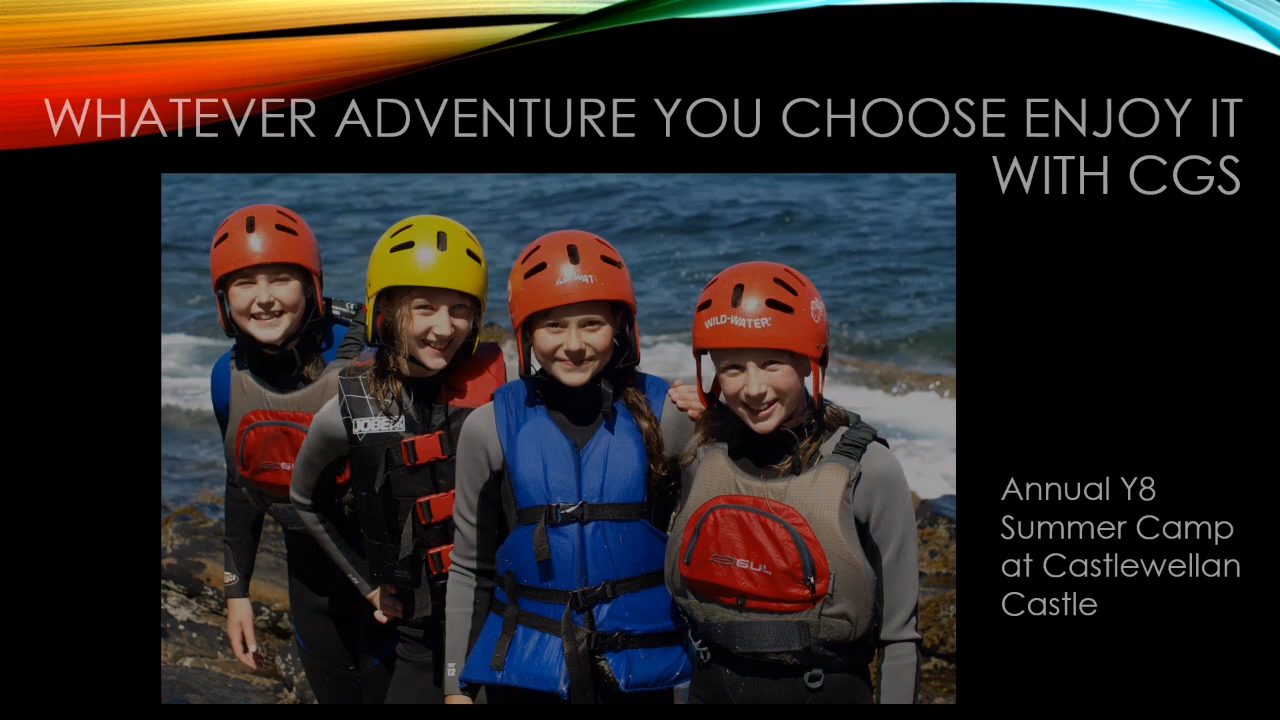 WHATEVER ADVENTURE YOU CHOOSE ENJOY IT
WITH CGS
WILD-WATER
JOBE
GUL
Annual Y8
Summer Camp
at Castlewellan
Castle